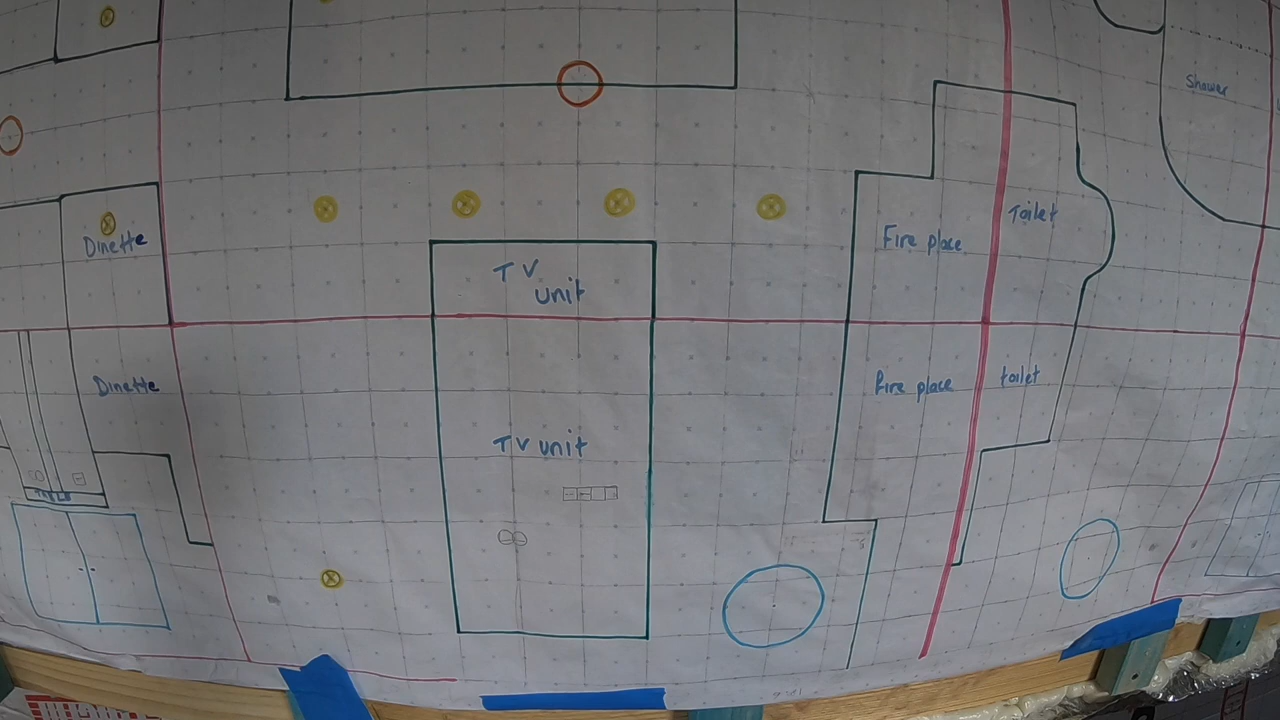 Shower
Toilet
Fire place
Dinette
TV
unit
Dinette
Fire place
toilet
TV unit